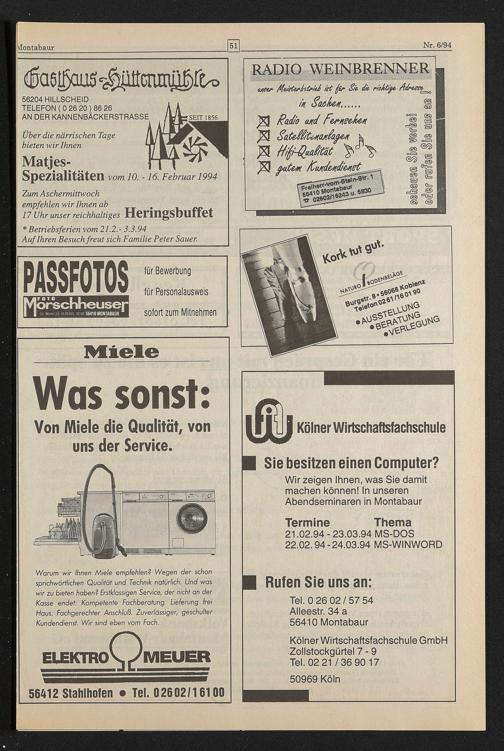 Montabaur
51
Nr. 6/94
Gasthaus-Hüttenmühle
56204 HILLSCHEID
TELEFON (0 26 20) 86 26
AN DER KANNENBÄCKERSTRASSE
SEIT 1856
Über die närrischen Tage
bieten wir Ihnen
Matjes-
Spezialitäten vom 10. - 16. Februar 1994
Zum Aschermittwoch
empfehlen wir Ihnen ab
17 Uhr unser reichhaltiges Heringsbuffet
* Betriebsferien vom 21.2.- 3.3.94
Auf Ihren Besuch freut sich Familie Peter Sauer.
RADIO WEINBRENNER
unser Meisterbetrieb ist für Sie die richtige Adresse
in Sachen......
Radio und Fernsehen
Satellitenanlagen
Hifi-Qualität
gutem Kundendienst
schauen Sie vorbei
oder rufen Sie uns an!
Freiherr-vom-Stein-Str. 1
56410 Montabaur
☎ 02602/16243 u. 5930
PASSFOTOS
FOTO
Mörschheuser
56410 MONTABAUR
für Bewerbung
für Personalausweis
sofort zum Mitnehmen
Kork tut gut.
NATURO BODENBELÄGE
Burgstr. 8 • 56068 Koblenz
Telefon 02 61 / 16 01 90
• AUSSTELLUNG
• BERATUNG
• VERLEGUNG
Miele
Was sonst:
Von Miele die Qualität, von
uns der Service.
Warum wir Ihnen Miele empfehlen? Wegen der schon
sprichwörtlichen Qualität und Technik natürlich. Und was
wir zu bieten haben? Erstklassigen Service, der nicht an der
Kasse endet: Kompetente Fachberatung. Lieferung frei
Haus. Fachgerechter Anschluß. Zuverlässiger, geschulter
Kundendienst. Wir sind eben vom Fach.
ELEKTRO MEUER
56412 Stahlhofen • Tel. 0 26 02 / 1 61 00
Kölner Wirtschaftsfachschule
Sie besitzen einen Computer?
Wir zeigen Ihnen, was Sie damit
machen können! In unseren
Abendseminaren in Montabaur
Termine Thema
21.02.94 - 23.03.94 MS-DOS
22.02.94 - 24.03.94 MS-WINWORD
Rufen Sie uns an:
Tel. 0 26 02 / 57 54
Alleestr. 34 a
56410 Montabaur
Kölner Wirtschaftsfachschule GmbH
Zollstockgürtel 7 - 9
Tel. 02 21 / 36 90 17
50969 Köln